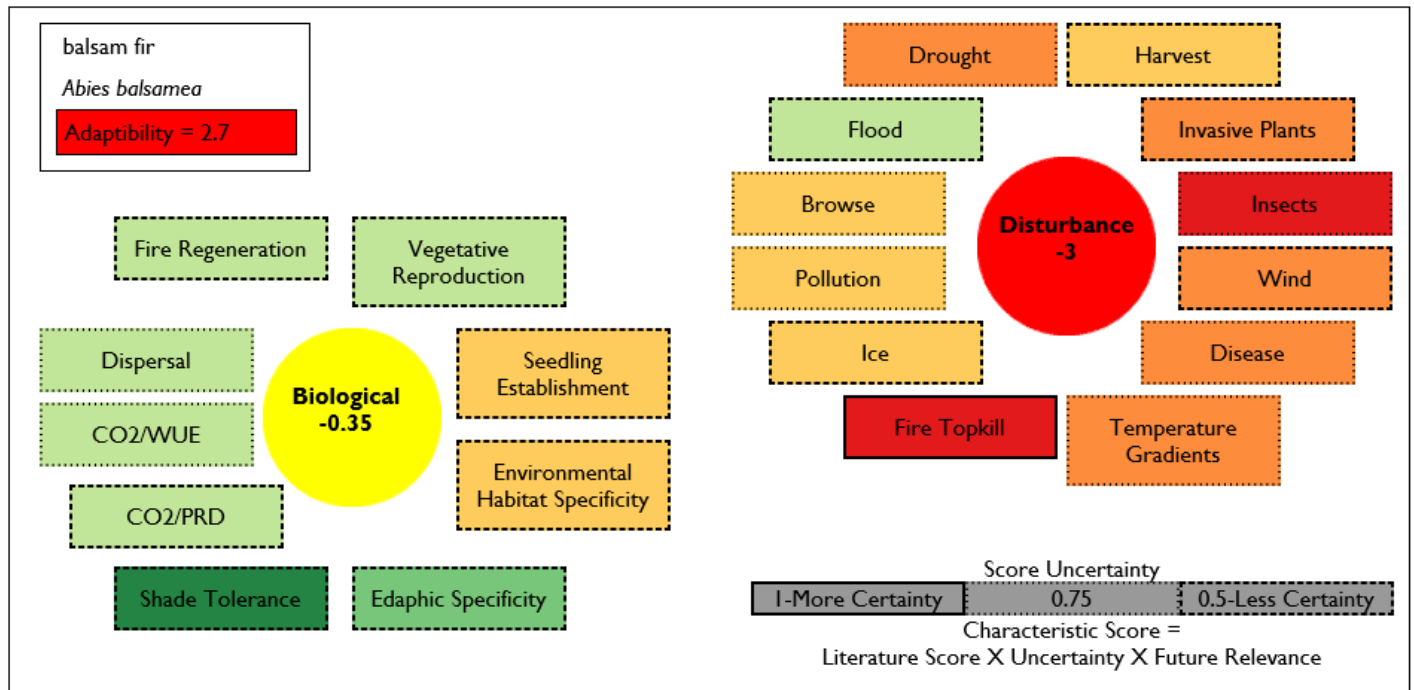 balsam fir
Abies balsamea
Adaptibility = 2.7
Fire Regeneration
Vegetative
Reproduction
Dispersal
CO2/WUE
CO2/PRD
Shade Tolerance
Edaphic Specificity
Seedling
Establishment
Environmental
Habitat Specificity
Biological
-0.35
Drought
Harvest
Flood
Invasive Plants
Browse
Insects
Pollution
Wind
Ice
Disease
Fire Topkill
Temperature
Gradients
Disturbance
-3
Score Uncertainty
1-More Certainty
0.75
0.5-Less Certainty
Characteristic Score =
Literature Score X Uncertainty X Future Relevance